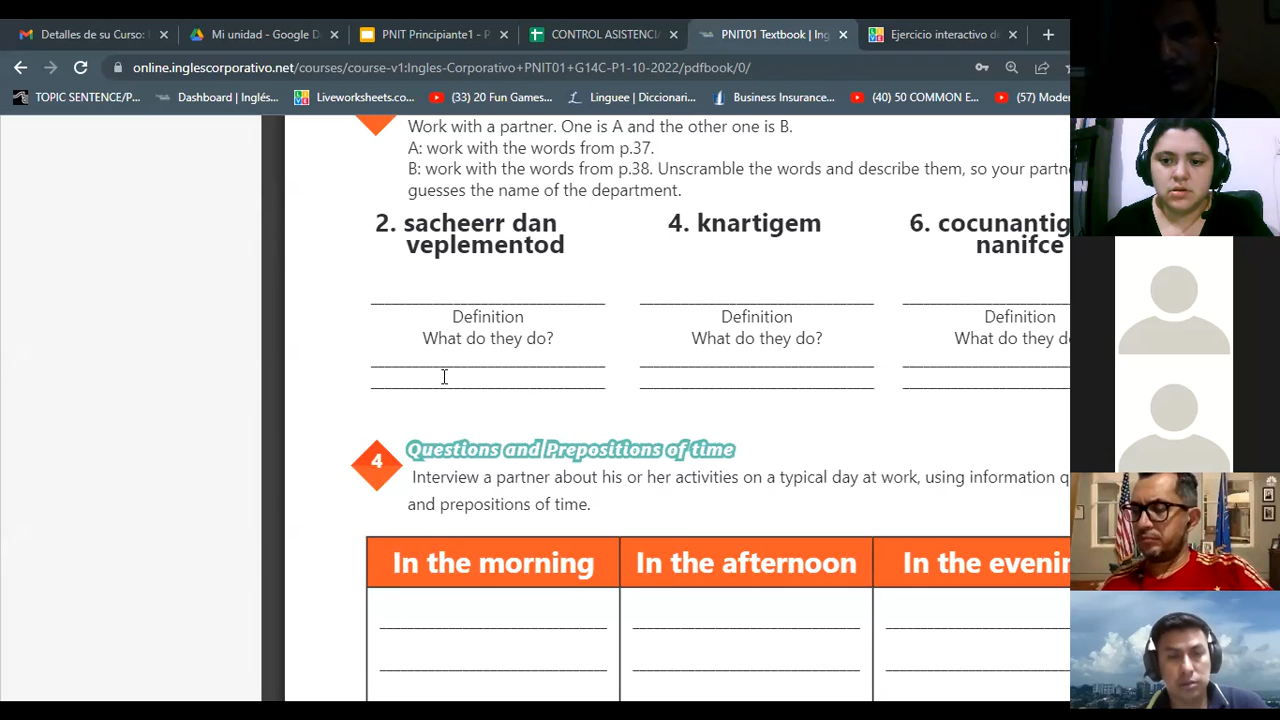 Detalles de su Curso:
Mi unidad - Google D
PNIT Principiante1 - P
CONTROL ASISTENCI
PNIT01 Textbook | Ing
Ejercicio interactivo de
online.inglescorporativo.net/courses/course-v1:Ingles-Corporativo+PNIT01+G14C-P1-10-2022/pdfbook/0/
TOPIC SENTENCE/P...
Dashboard | Inglés...
Liveworksheets.co...
(33) 20 Fun Games...
Linguee | Diccionari...
Business Insurance...
(40) 50 COMMON E...
(57) Moder
Work with a partner. One is A and the other one is B.
A: work with the words from p.37.
B: work with the words from p.38. Unscramble the words and describe them, so your partn
guesses the name of the department.
2. sacheerr dan
veplementod
4. knartigem
6. cocunantig
nanifce
Definition
What do they do?
Definition
What do they do?
Definition
What do they do
4
Questions and Prepositions of time
Interview a partner about his or her activities on a typical day at work, using information q
and prepositions of time.
In the morning
In the afternoon
In the evenin